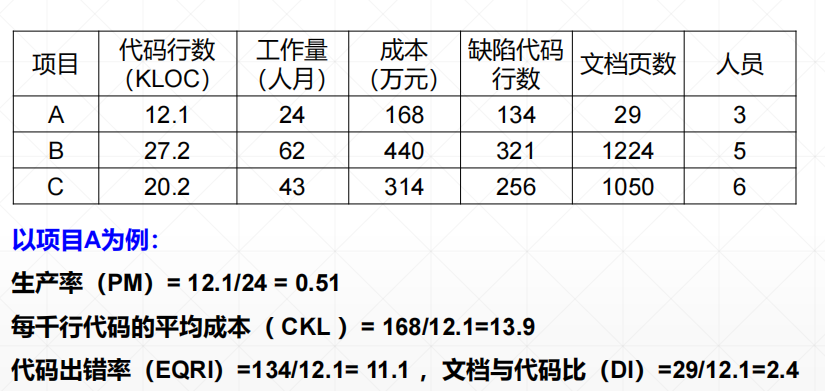 项目 代码行数（KLOC） 工作量（人月） 成本（万元） 缺陷代码行数 文档页数 人员
A 12.1 24 168 134 29 3
B 27.2 62 440 321 1224 5
C 20.2 43 314 256 1050 6
以项目A为例：
生产率（PM）= 12.1/24 = 0.51
每千行代码的平均成本（ CKL ）= 168/12.1=13.9
代码出错率（EQRI）=134/12.1= 11.1 ，文档与代码比（DI）=29/12.1=2.4